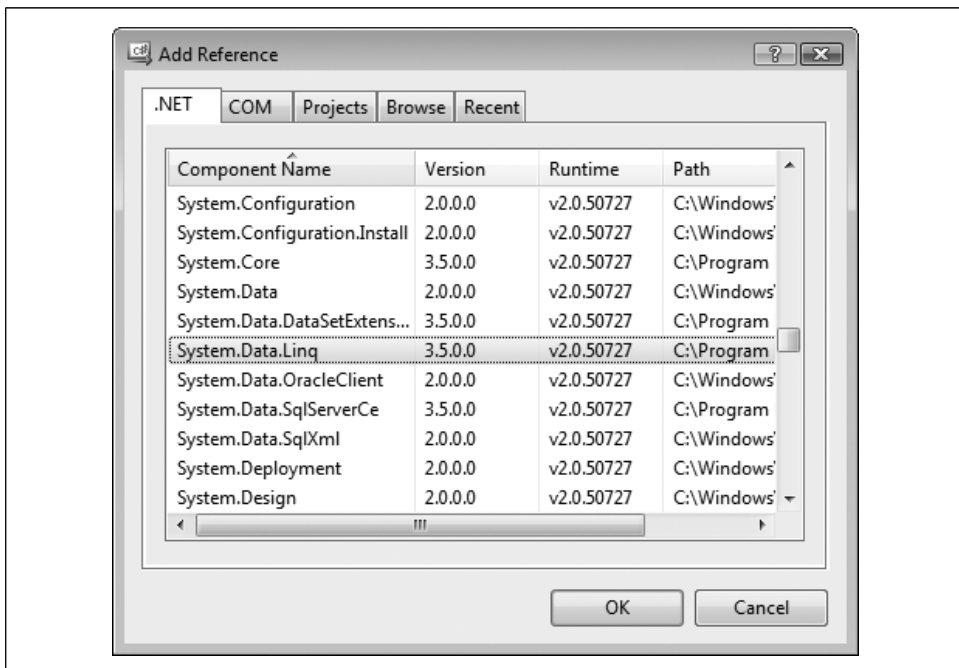 Add Reference
.NET COM Projects Browse Recent
Component Name Version Runtime Path
System.Configuration 2.0.0.0 v2.0.50727 C:\Windows\
System.Configuration.Install 2.0.0.0 v2.0.50727 C:\Windows\
System.Core 3.5.0.0 v2.0.50727 C:\Program
System.Data 2.0.0.0 v2.0.50727 C:\Windows\
System.Data.DataSetExtens... 3.5.0.0 v2.0.50727 C:\Program
System.Data.Linq 3.5.0.0 v2.0.50727 C:\Program
System.Data.OracleClient 2.0.0.0 v2.0.50727 C:\Windows\
System.Data.SqlServerCe 3.5.0.0 v2.0.50727 C:\Program
System.Data.SqlXml 2.0.0.0 v2.0.50727 C:\Windows\
System.Deployment 2.0.0.0 v2.0.50727 C:\Windows\
System.Design 2.0.0.0 v2.0.50727 C:\Windows\
OK Cancel